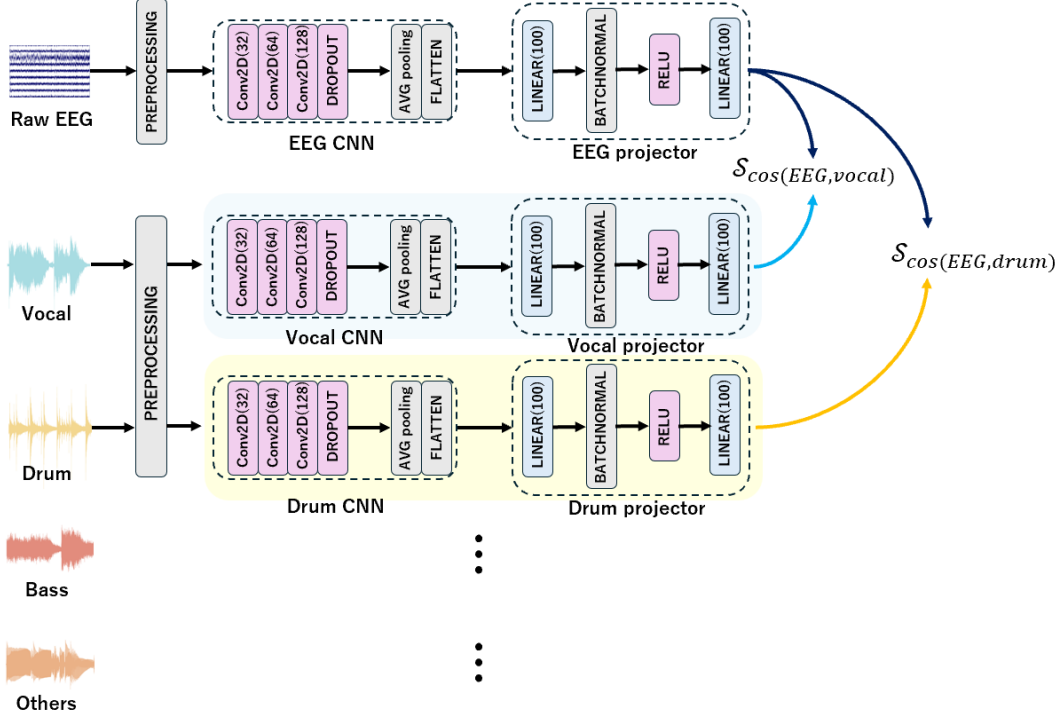 Raw EEG
PREPROCESSING
Conv2D(32)
Conv2D(64)
Conv2D(128)
DROPOUT
AVG pooling
FLATTEN
EEG CNN
LINEAR(100)
BATCHNORMAL
RELU
LINEAR(100)
EEG projector
Scos(EEG,vocal)
Scos(EEG,drum)
Vocal
PREPROCESSING
Conv2D(32)
Conv2D(64)
Conv2D(128)
DROPOUT
AVG pooling
FLATTEN
Vocal CNN
LINEAR(100)
BATCHNORMAL
RELU
LINEAR(100)
Vocal projector
Drum
Conv2D(32)
Conv2D(64)
Conv2D(128)
DROPOUT
AVG pooling
FLATTEN
Drum CNN
LINEAR(100)
BATCHNORMAL
RELU
LINEAR(100)
Drum projector
Bass
Others